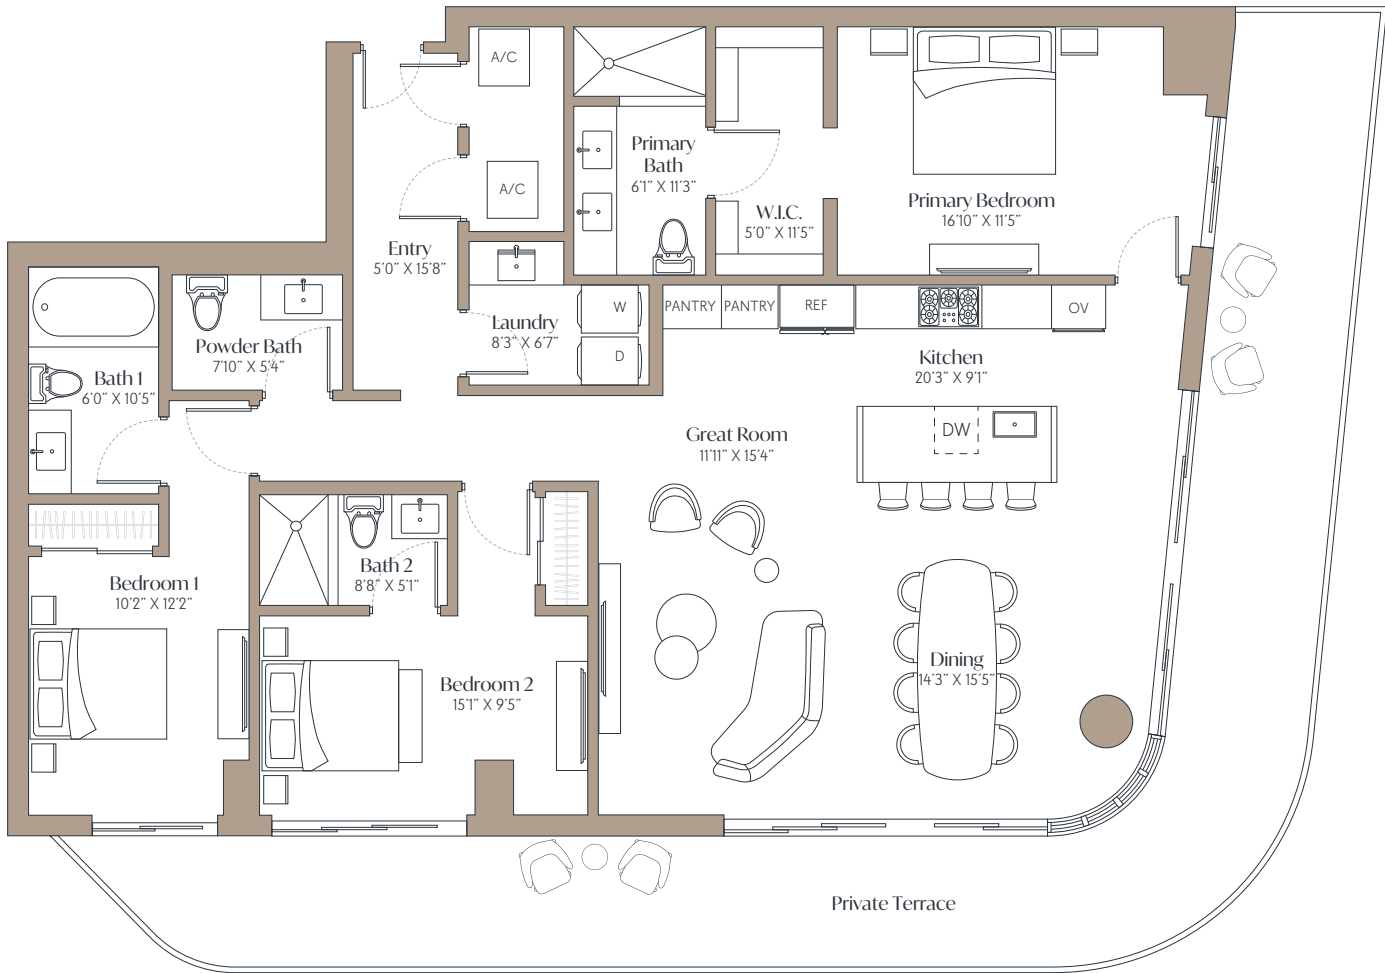 A/C
A/C
Primary
Bath
6'1" X 11'3"
W.I.C.
5'0" X 11'5"
Primary Bedroom
16'10" X 11'5"
Entry
5'0" X 15'8"
Laundry
8'3" X 6'7"
W
D
PANTRY
PANTRY
REF
OV
Powder Bath
7'10" X 5'4"
Bath 1
6'0" X 10'5"
Kitchen
20'3" X 9'1"
DW
Great Room
11'11" X 15'4"
Bath 2
8'8" X 5'1"
Bedroom 1
10'2" X 12'2"
Bedroom 2
15'1" X 9'5"
Dining
14'3" X 15'5"
Private Terrace